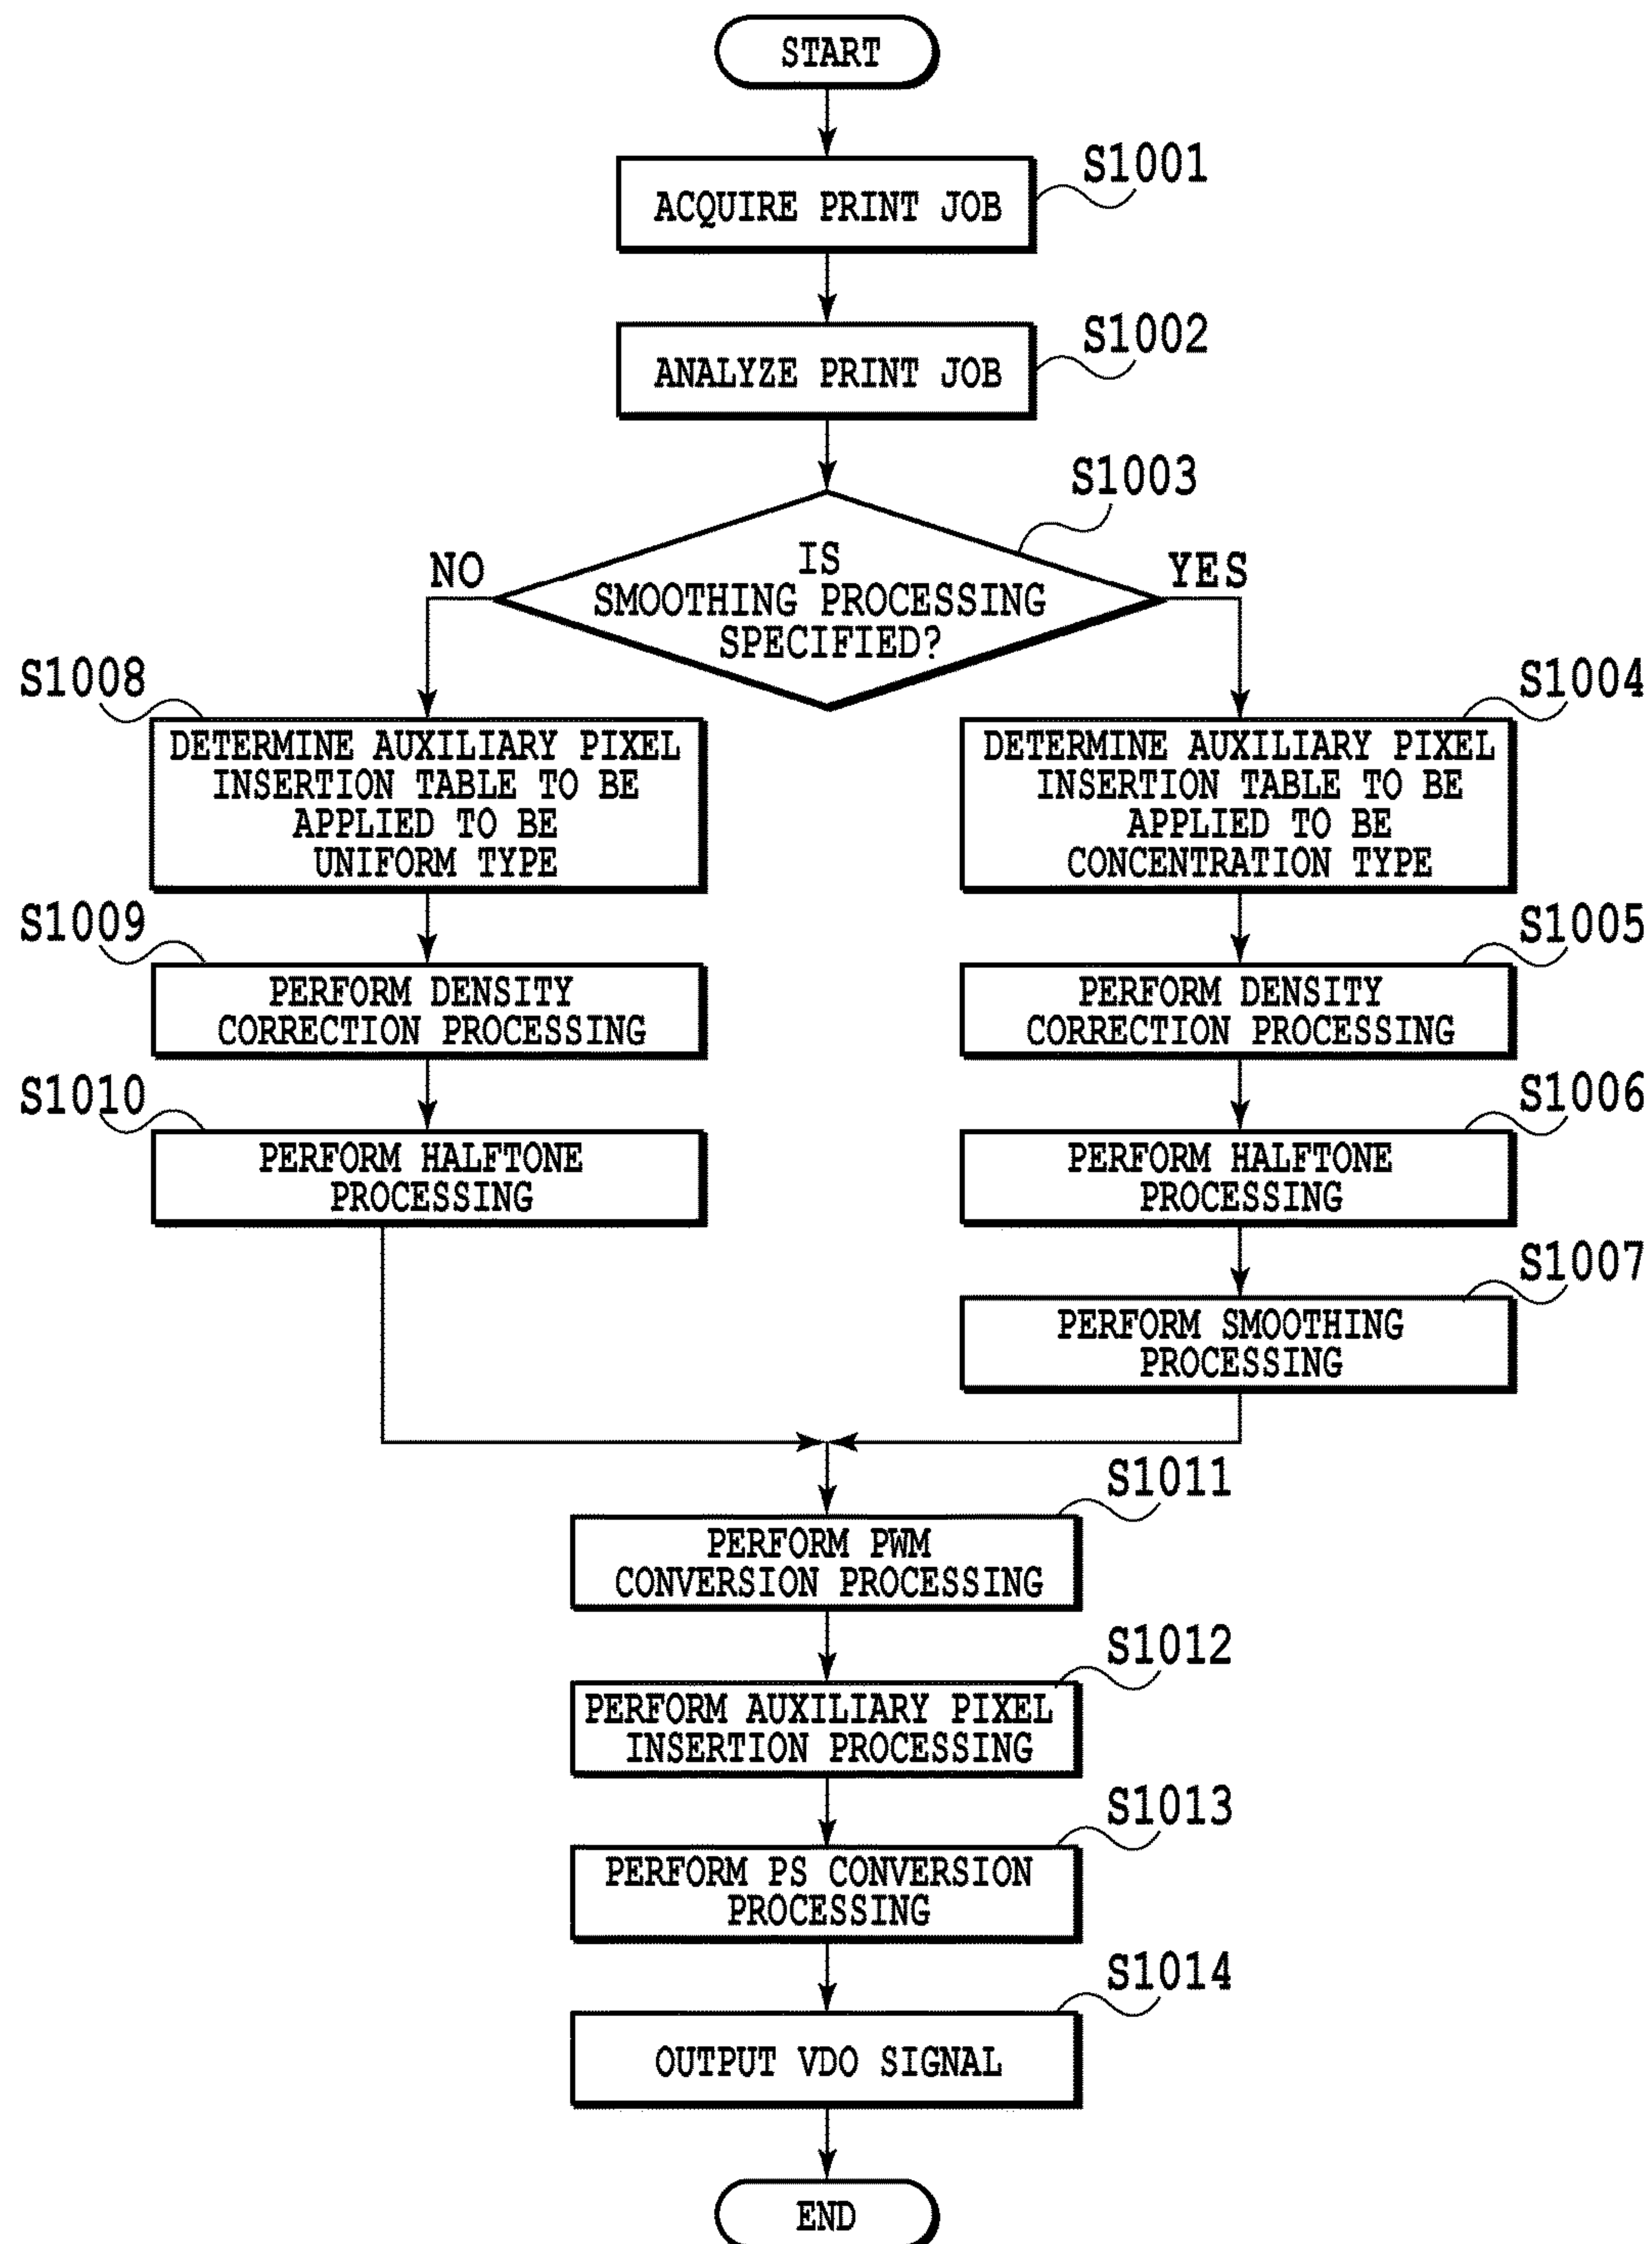 START
S1001
ACQUIRE PRINT JOB
S1002
ANALYZE PRINT JOB
S1003
IS
SMOOTHING PROCESSING
SPECIFIED?
NO
YES
S1008
DETERMINE AUXILIARY PIXEL
INSERTION TABLE TO BE
APPLIED TO BE
UNIFORM TYPE
S1009
PERFORM DENSITY
CORRECTION PROCESSING
S1010
PERFORM HALFTONE
PROCESSING
S1004
DETERMINE AUXILIARY PIXEL
INSERTION TABLE TO BE
APPLIED TO BE
CONCENTRATION TYPE
S1005
PERFORM DENSITY
CORRECTION PROCESSING
S1006
PERFORM HALFTONE
PROCESSING
S1007
PERFORM SMOOTHING
PROCESSING
S1011
PERFORM PWM
CONVERSION PROCESSING
S1012
PERFORM AUXILIARY PIXEL
INSERTION PROCESSING
S1013
PERFORM PS CONVERSION
PROCESSING
S1014
OUTPUT VDO SIGNAL
END